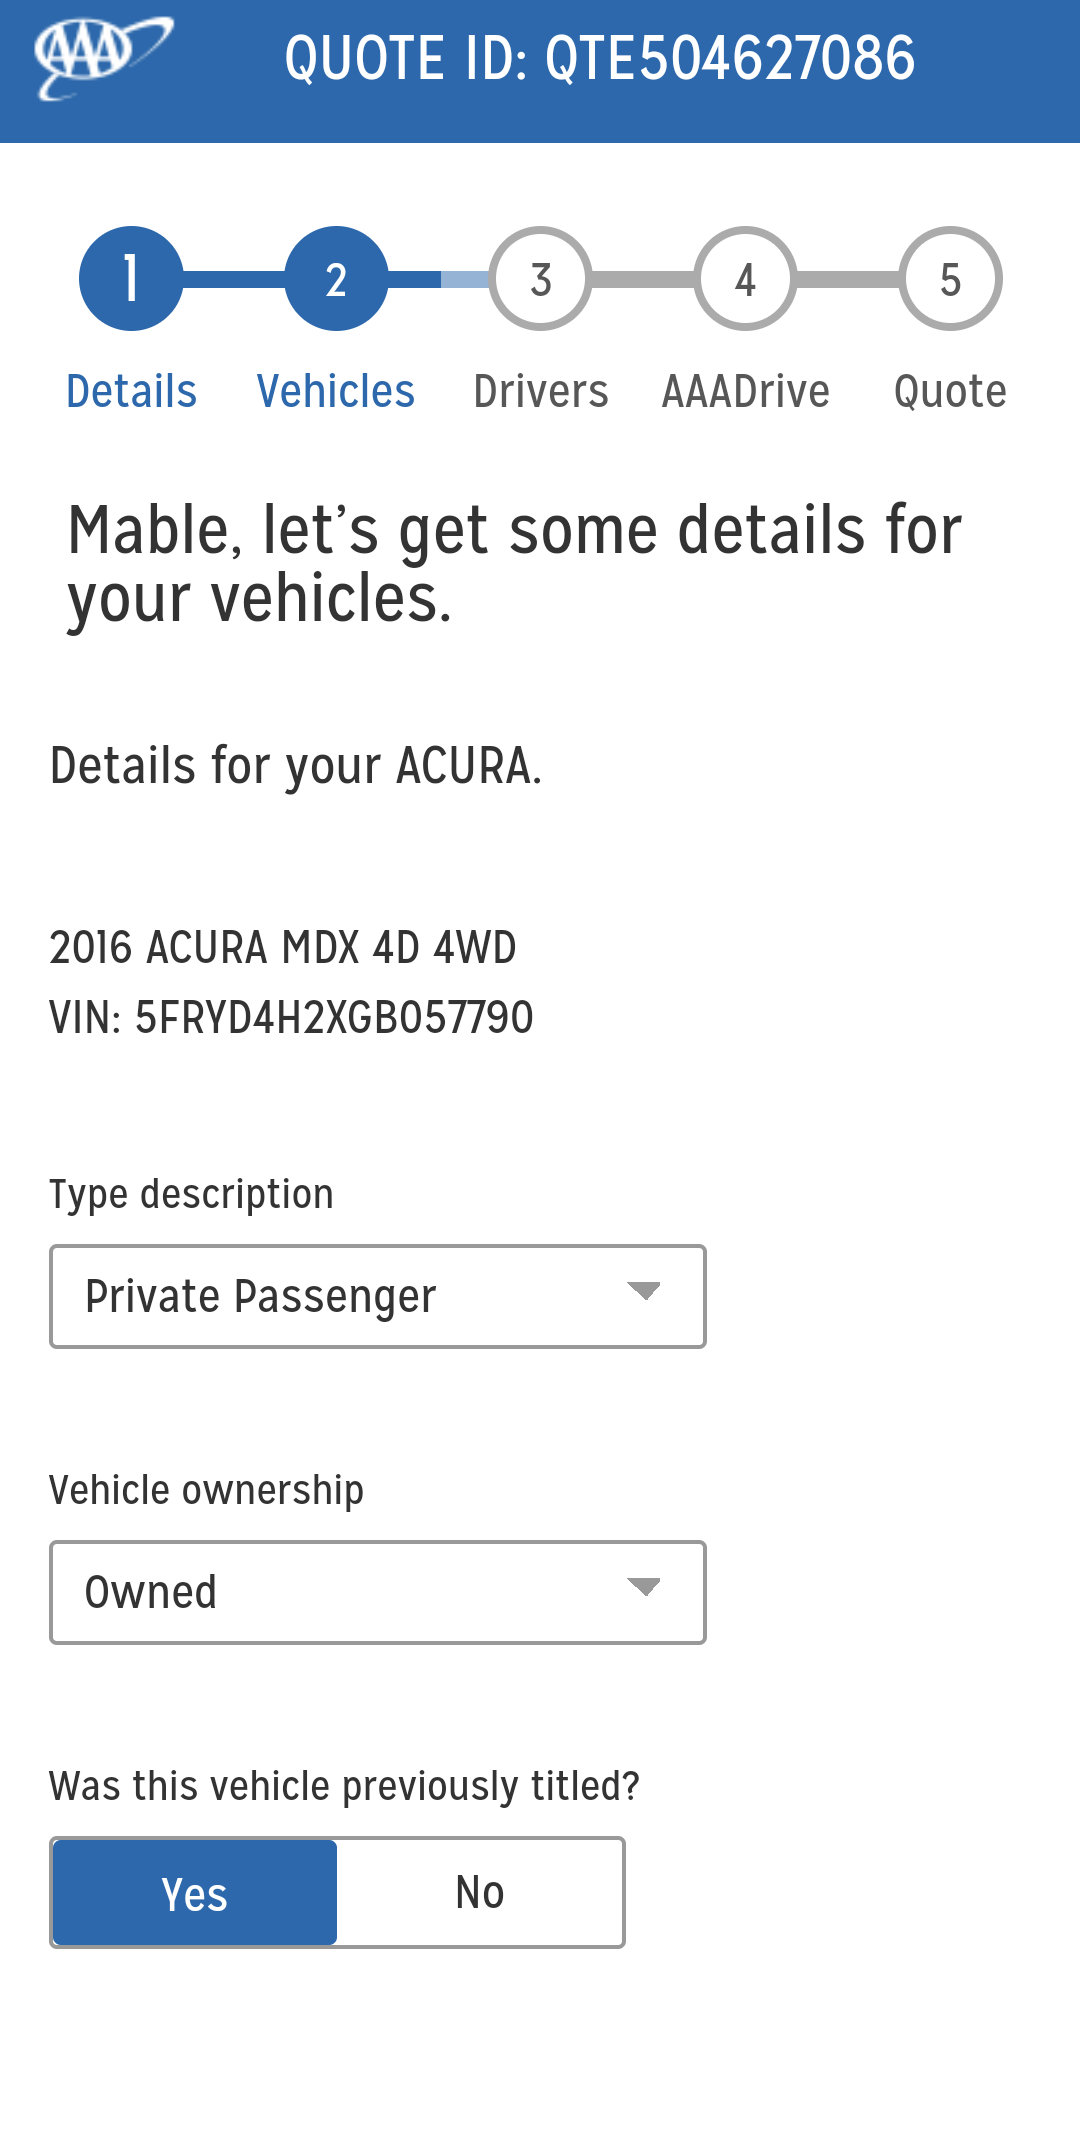 AAA
QUOTE ID: QTE504627086
1
2
3
4
5
Details
Vehicles
Drivers
AAADrive
Quote
Mable, let's get some details for
your vehicles.
Details for your ACURA.
2016 ACURA MDX 4D 4WD
VIN: 5FRYD4H2XGB057790
Type description
Private Passenger
Vehicle ownership
Owned
Was this vehicle previously titled?
Yes
No